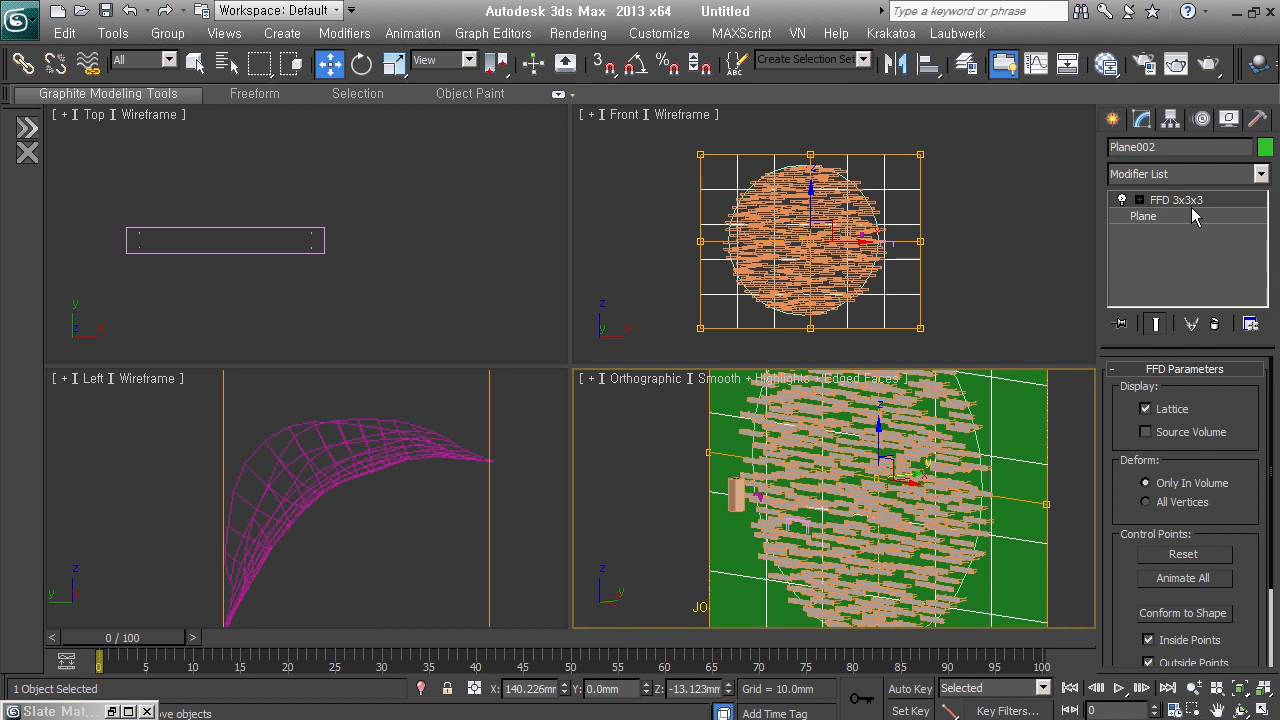 Workspace: Default
Autodesk 3ds Max 2013 x64
Untitled
Type a keyword or phrase
Edit
Tools
Group
Views
Create
Modifiers
Animation
Graph Editors
Rendering
Customize
MAXScript
VN
Help
Krakatoa
Laubwerk
All
View
3
Create Selection Set
Graphite Modeling Tools
Freeform
Selection
Object Paint
[ + ] Top ] Wireframe ]
[ + ] Front ] Wireframe ]
Plane002
Modifier List
FFD 3x3x3
Plane
y
z
x
z
y
x
z
x
[ + ] Left ] Wireframe ]
[ + ] Orthographic ] Smooth + Highlights + Edged Faces ]
- FFD Parameters
Display:
Lattice
Source Volume
Deform:
Only In Volume
All Vertices
Control Points:
Reset
Animate All
Conform to Shape
Inside Points
Outside Points
z
y
z
y
z
y
x
JO
< 0 / 100 >
0 5 10 15 20 25 30 35 40 45 50 55 60 65 70 75 80 85 90 95 100
1 Object Selected
X: 140.226mm
Y: 0.0mm
Z: -13.123mm
Grid = 10.0mm
Auto Key
Selected
Slate Mat...
ove objects
Add Time Tag
Set Key
Key Filters...
0